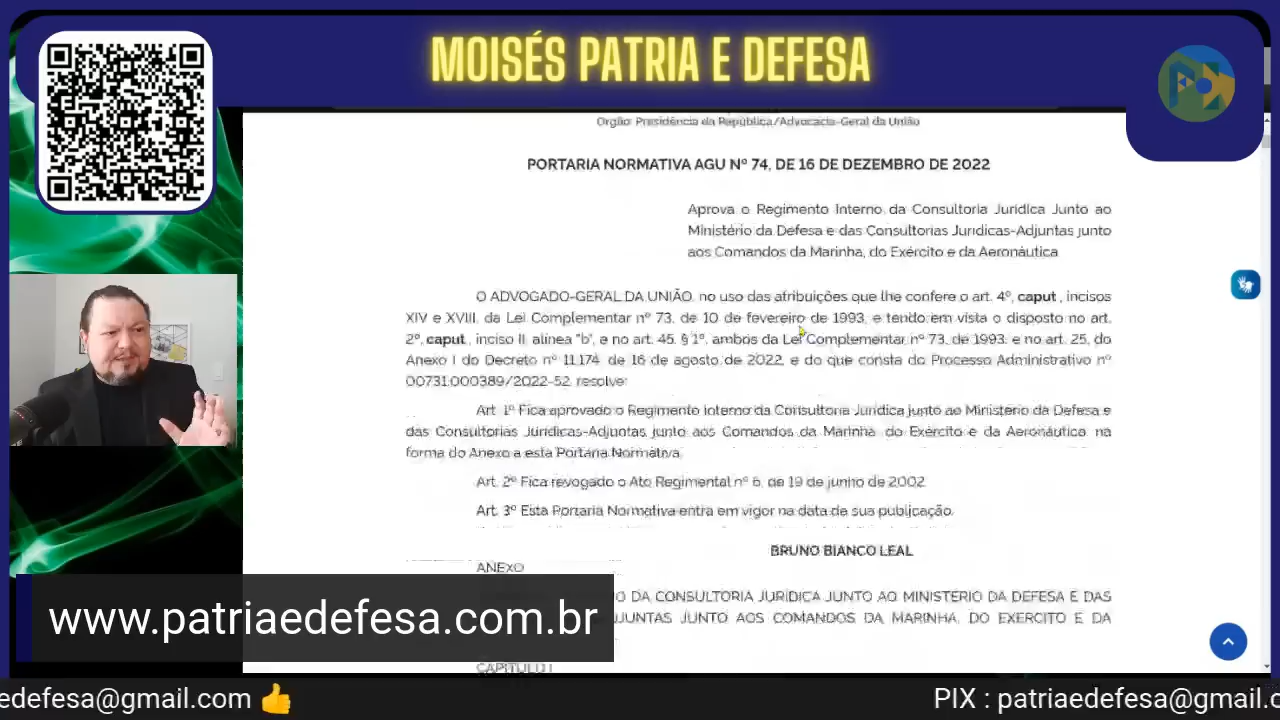 MOISÉS PATRIA E DEFESA
Orgão: Presidência da República/Advocacia-Geral da União
PORTARIA NORMATIVA AGU Nº 74, DE 16 DE DEZEMBRO DE 2022
Aprova o Regimento Interno da Consultoria Jurídica Junto ao
Ministério da Defesa e das Consultorias Jurídicas-Adjuntas junto
aos Comandos da Marinha, do Exército e da Aeronáutica
O ADVOGADO-GERAL DA UNIÃO, no uso das atribuições que lhe confere o art. 4º, caput , incisos
XIV e XVIII, da Lei Complementar nº 73, de 10 de fevereiro de 1993, e tendo em vista o disposto no art.
2º, caput , inciso II, alínea "b", e no art. 45, § 1º, ambos da Lei Complementar nº 73, de 1993, e no art. 25, do
Anexo I do Decreto nº 11.174, de 16 de agosto de 2022, e do que consta do Processo Administrativo nº
00731.000389/2022-52, resolve:
Art. 1º Fica aprovado o Regimento Interno da Consultoria Jurídica junto ao Ministério da Defesa e
das Consultorias Jurídicas-Adjuntas junto aos Comandos da Marinha, do Exército e da Aeronáutica na
forma do Anexo a esta Portaria Normativa.
Art. 2º Fica revogado o Ato Regimental nº 6, de 19 de junho de 2002.
Art. 3º Esta Portaria Normativa entra em vigor na data de sua publicação.
BRUNO BIANCO LEAL
ANEXO
DA CONSULTORIA JURÍDICA JUNTO AO MINISTÉRIO DA DEFESA E DAS
JUNTAS JUNTO AOS COMANDOS DA MARINHA, DO EXÉRCITO E DA
www.patriaedefesa.com.br
CAPÍTULO I
edefesa@gmail.com 👍 PIX : patriaedefesa@gmail.c